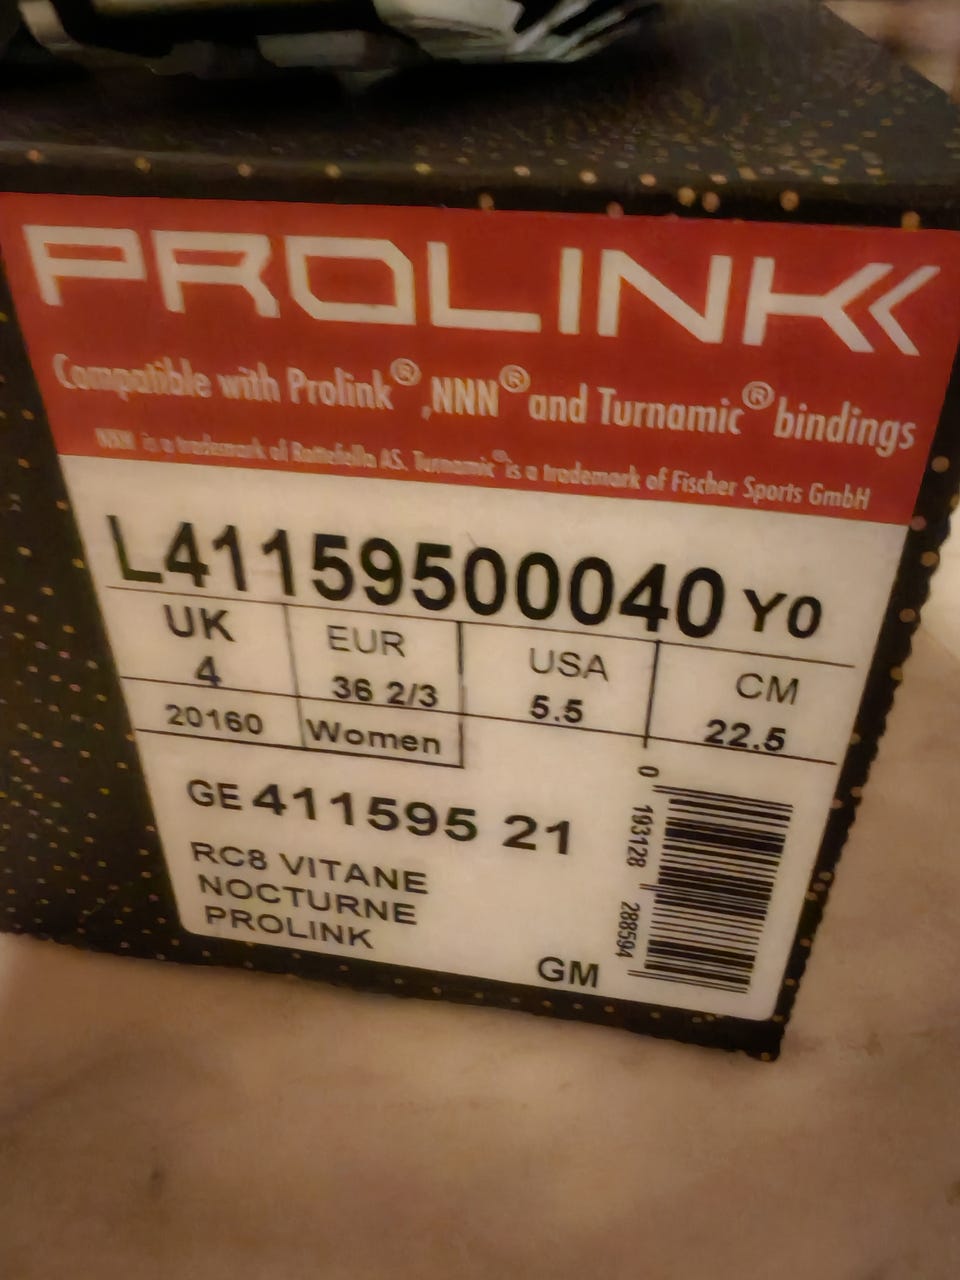 PROLINK
Compatible with Prolink®, NNN® and Turnamic® bindings
NNN is a trademark of Rottefella AS. Turnamic® is a trademark of Fischer Sports GmbH
L41159500040 Y0
UK EUR USA CM
4 36 2/3 5.5 22.5
20160 Women
GE 411595 21
RC8 VITANE
NOCTURNE
PROLINK
GM
0 193128 288594